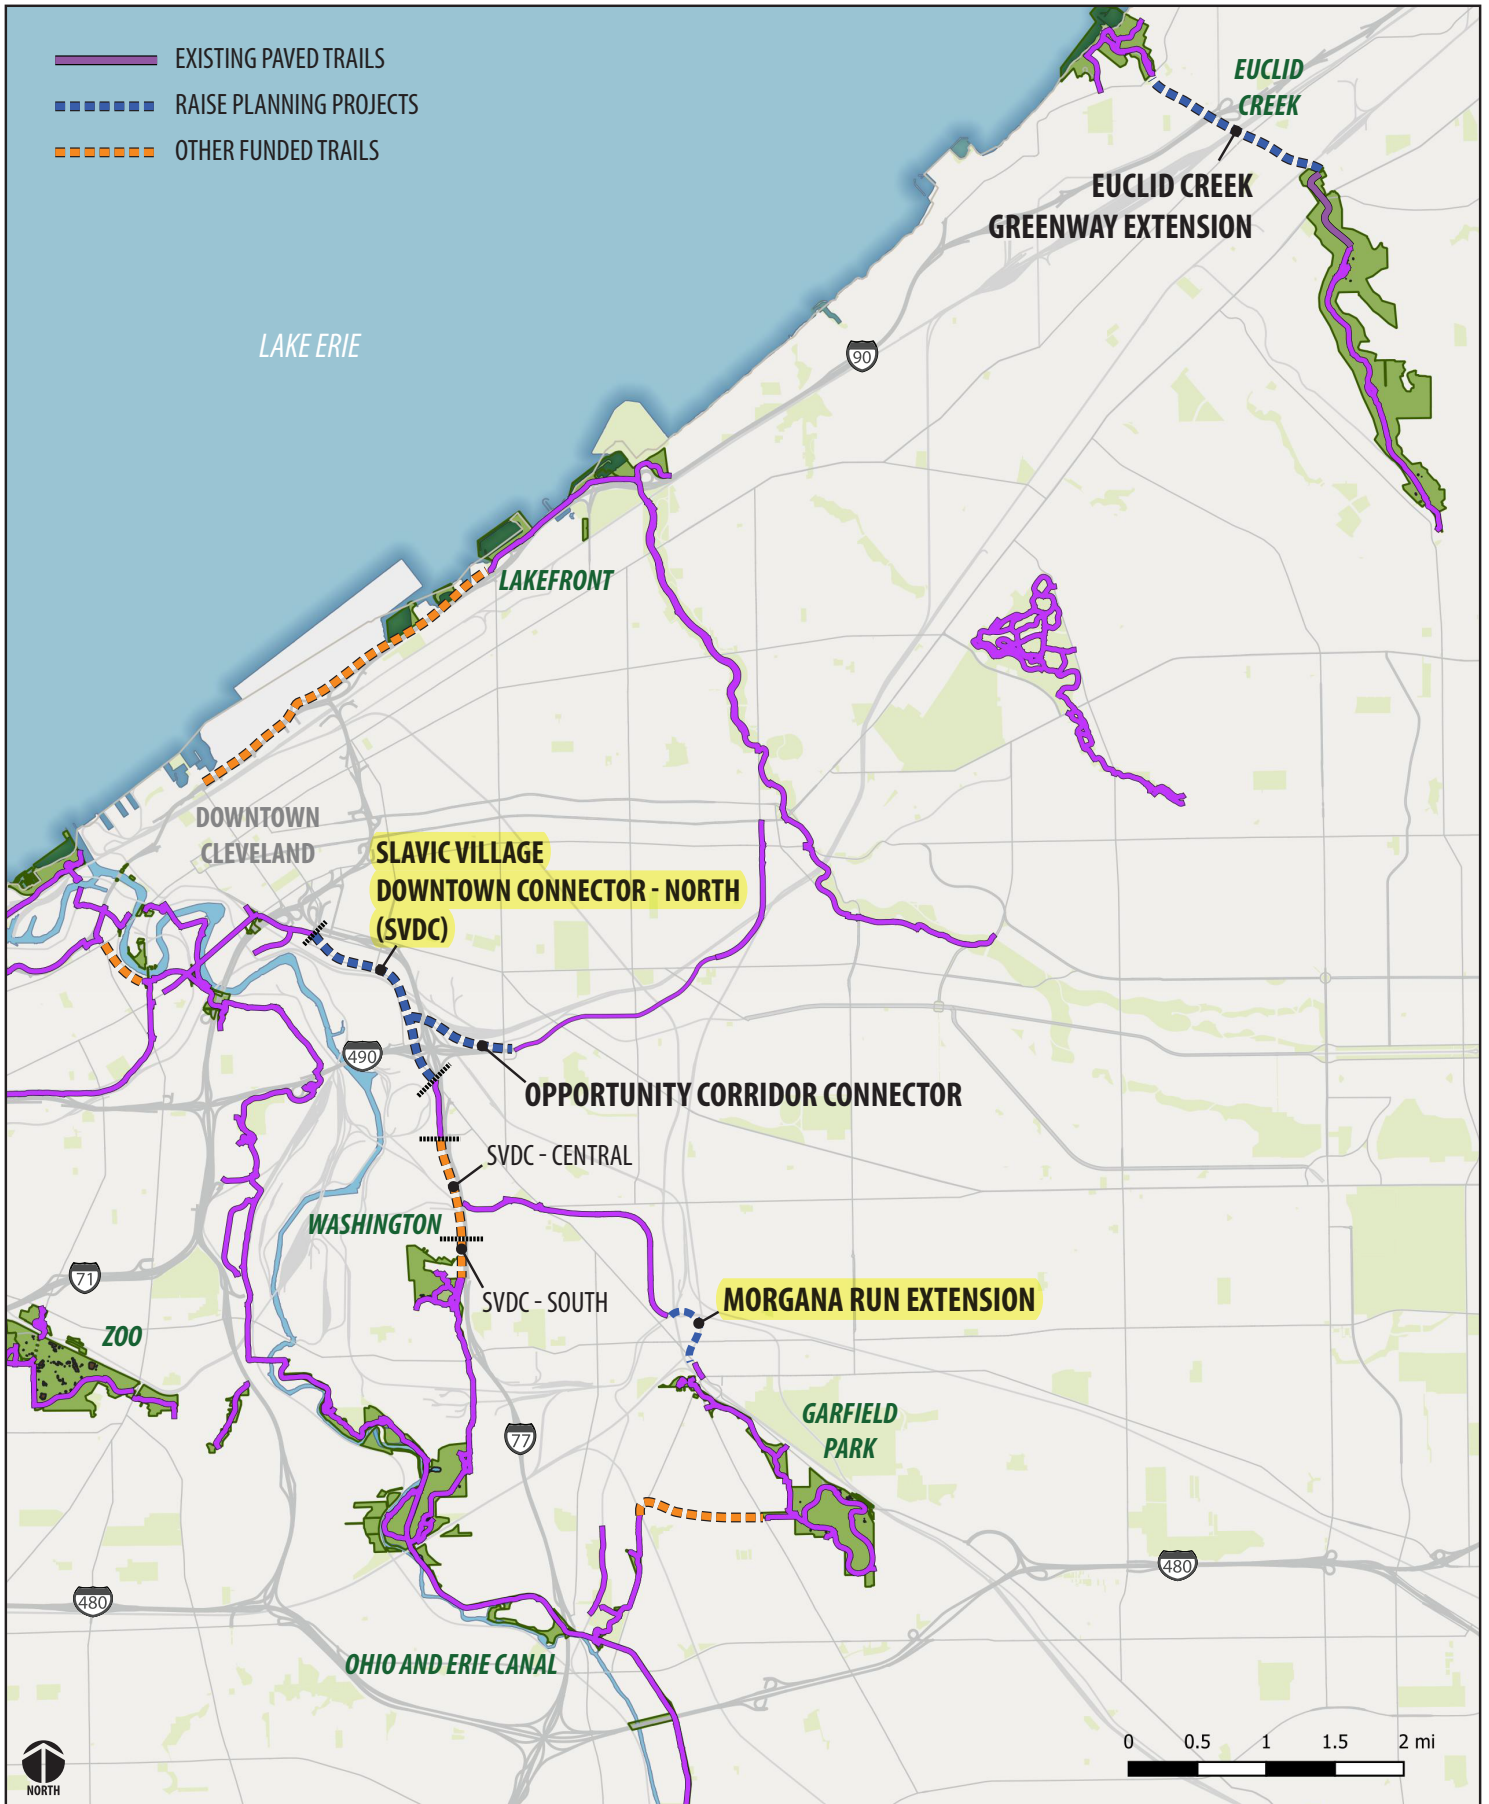 EXISTING PAVED TRAILS
RAISE PLANNING PROJECTS
OTHER FUNDED TRAILS
EUCLID
CREEK
EUCLID CREEK
GREENWAY EXTENSION
LAKE ERIE
90
LAKEFRONT
DOWNTOWN
CLEVELAND
SLAVIC VILLAGE
DOWNTOWN CONNECTOR - NORTH
(SVDC)
490
OPPORTUNITY CORRIDOR CONNECTOR
SVDC - CENTRAL
WASHINGTON
71
SVDC - SOUTH
MORGANA RUN EXTENSION
ZOO
77
GARFIELD
PARK
480
480
OHIO AND ERIE CANAL
0 0.5 1 1.5 2 mi
NORTH